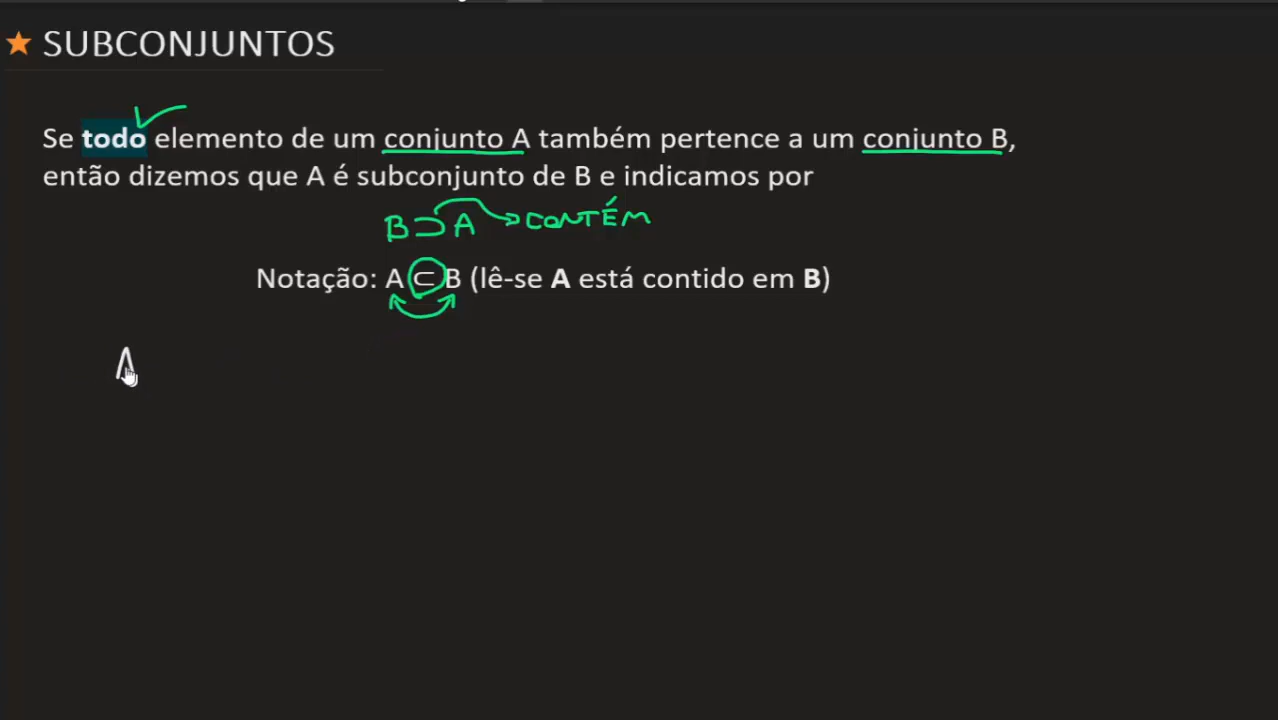 SUBCONJUNTOS
Se todo elemento de um conjunto A também pertence a um conjunto B,
então dizemos que A é subconjunto de B e indicamos por
B ⊃ A → CONTÉM
Notação: A ⊂ B (lê-se A está contido em B)
A